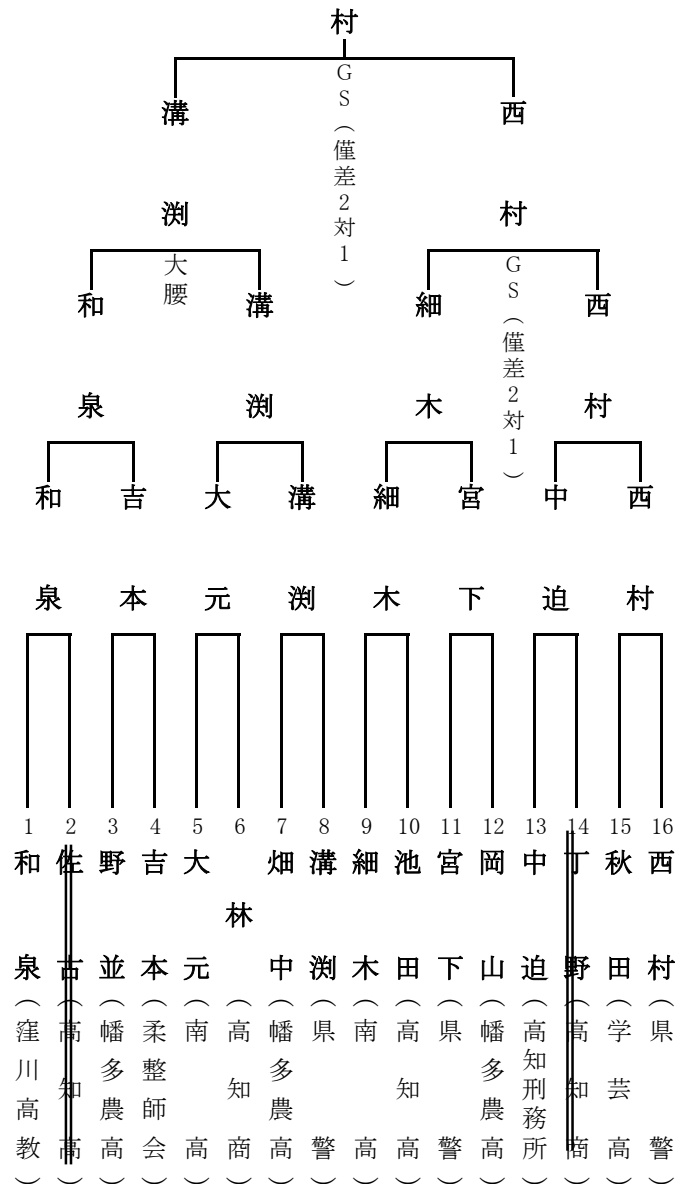 西村
GS（僅差2対1）
溝渕
西村
大腰
GS（僅差2対1）
和泉
溝渕
細木
西村
和泉
吉本
大元
溝渕
細木
宮下
中迫
西村
1 和泉（窪川高教）
2 佐古（高知高）
3 野並（幡多農高）
4 吉本（柔整師会）
5 大元（南高）
6 林（高知商）
7 畑中（幡多農高）
8 溝渕（県警）
9 細木（南高）
10 池田（高知高）
11 宮下（県警）
12 岡山（幡多農高）
13 中迫（高知刑務所）
14 丁野（高知商）
15 秋田（学芸高）
16 西村（県警）